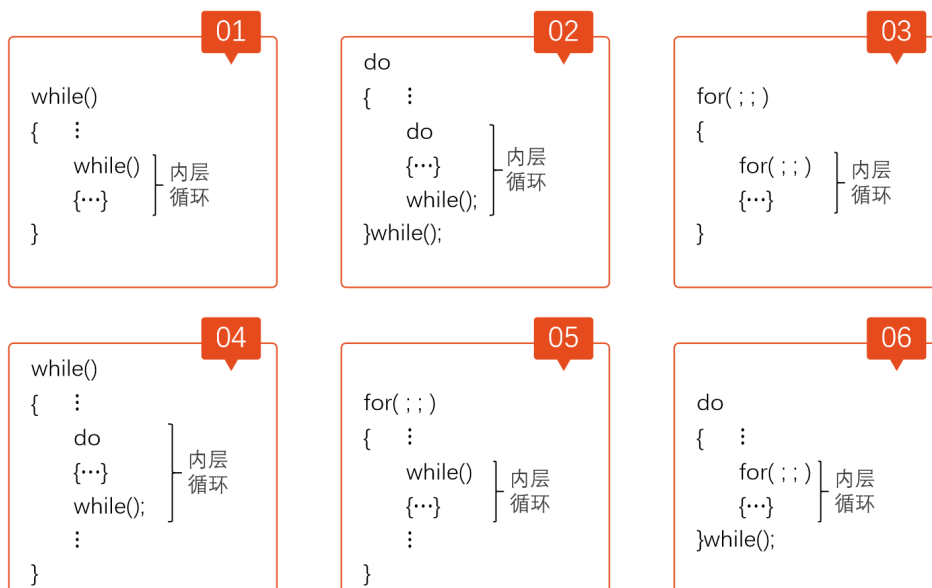 01
while()
{ ⋮
while()
{…}
}
内层
循环
02
do
{ ⋮
do
{…}
while();
}while();
内层
循环
03
for( ; ; )
{
for( ; ; )
{…}
}
内层
循环
04
while()
{ ⋮
do
{…}
while();
⋮
}
内层
循环
05
for( ; ; )
{ ⋮
while()
{…}
⋮
}
内层
循环
06
do
{ ⋮
for( ; ; )
{…}
}while();
内层
循环